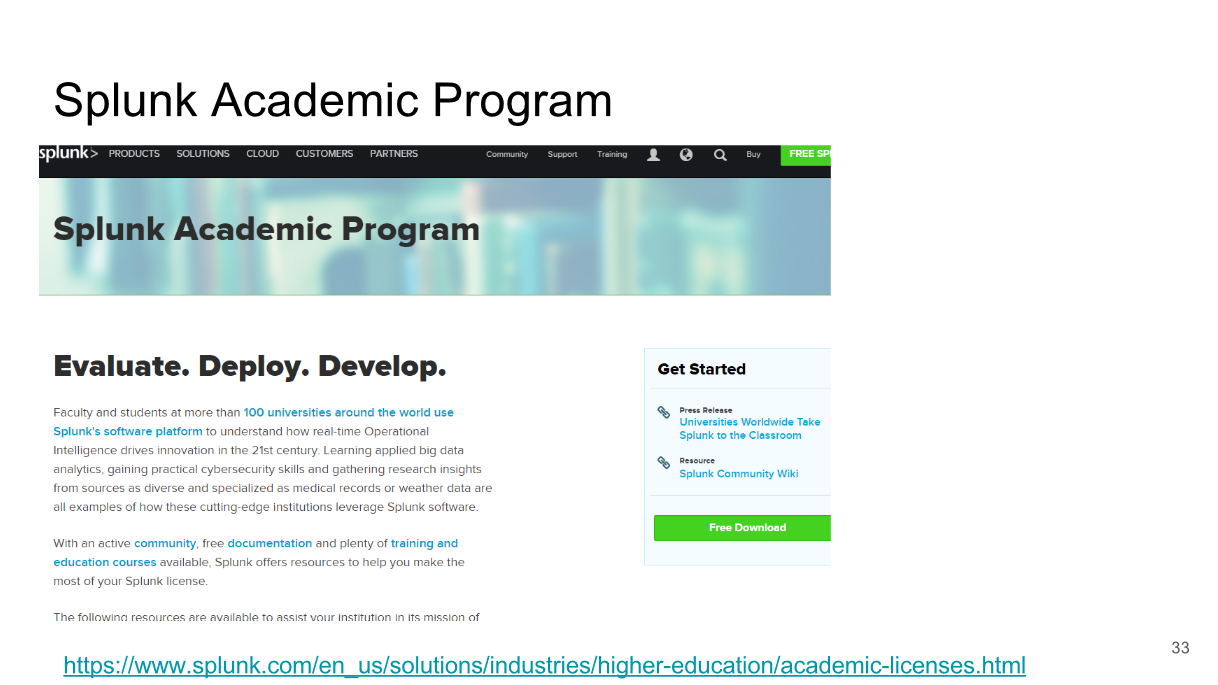 Splunk Academic Program
splunk> PRODUCTS SOLUTIONS CLOUD CUSTOMERS PARTNERS Community Support Training Buy FREE
Splunk Academic Program
Evaluate. Deploy. Develop.
Faculty and students at more than 100 universities around the world use
Splunk's software platform to understand how real-time Operational
Intelligence drives innovation in the 21st century. Learning applied big data
analytics, gaining practical cybersecurity skills and gathering research insights
from sources as diverse and specialized as medical records or weather data are
all examples of how these cutting-edge institutions leverage Splunk software.
With an active community, free documentation and plenty of training and
education courses available, Splunk offers resources to help you make the
most of your Splunk license.
The following resources are available to assist your institution in its mission of
Get Started
Press Release
Universities Worldwide Take
Splunk to the Classroom
Resource
Splunk Community Wiki
Free Download
https://www.splunk.com/en_us/solutions/industries/higher-education/academic-licenses.html
33